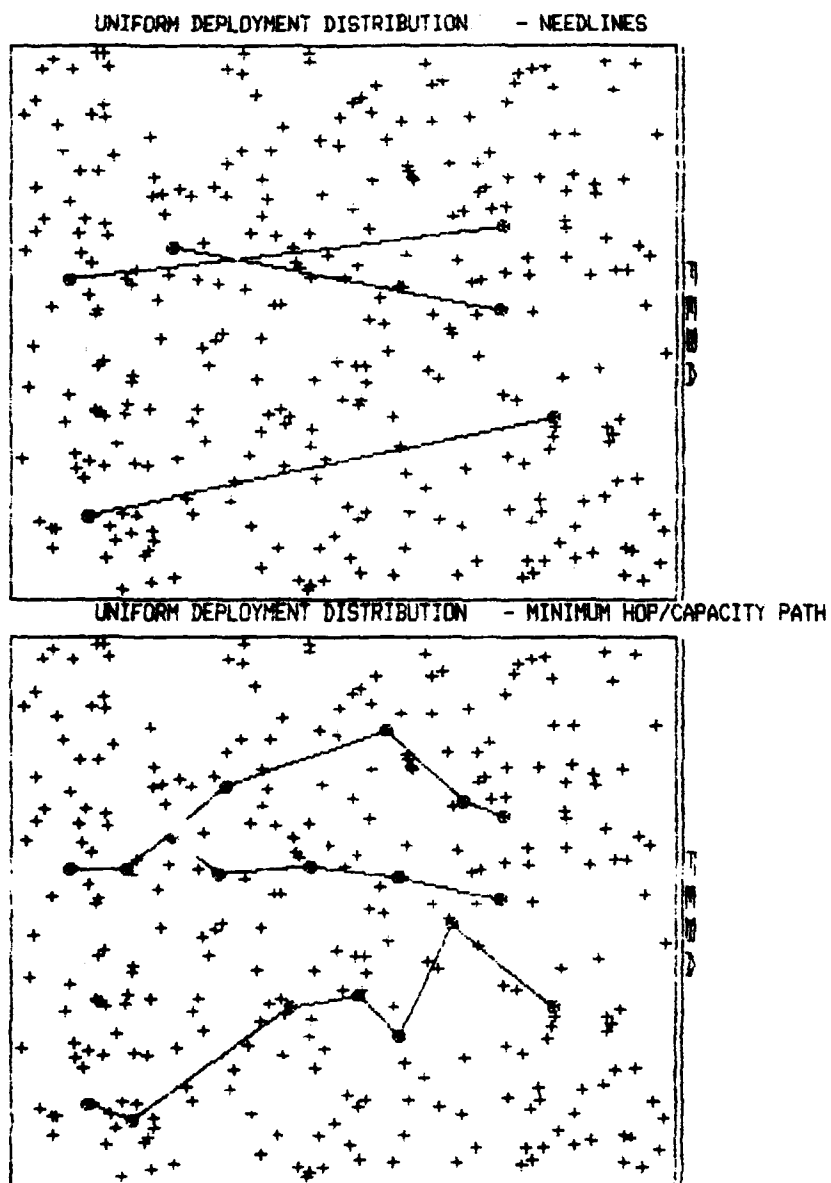 UNIFORM DEPLOYMENT DISTRIBUTION - NEEDLINES
UNIFORM DEPLOYMENT DISTRIBUTION - MINIMUM HOP/CAPACITY PATH